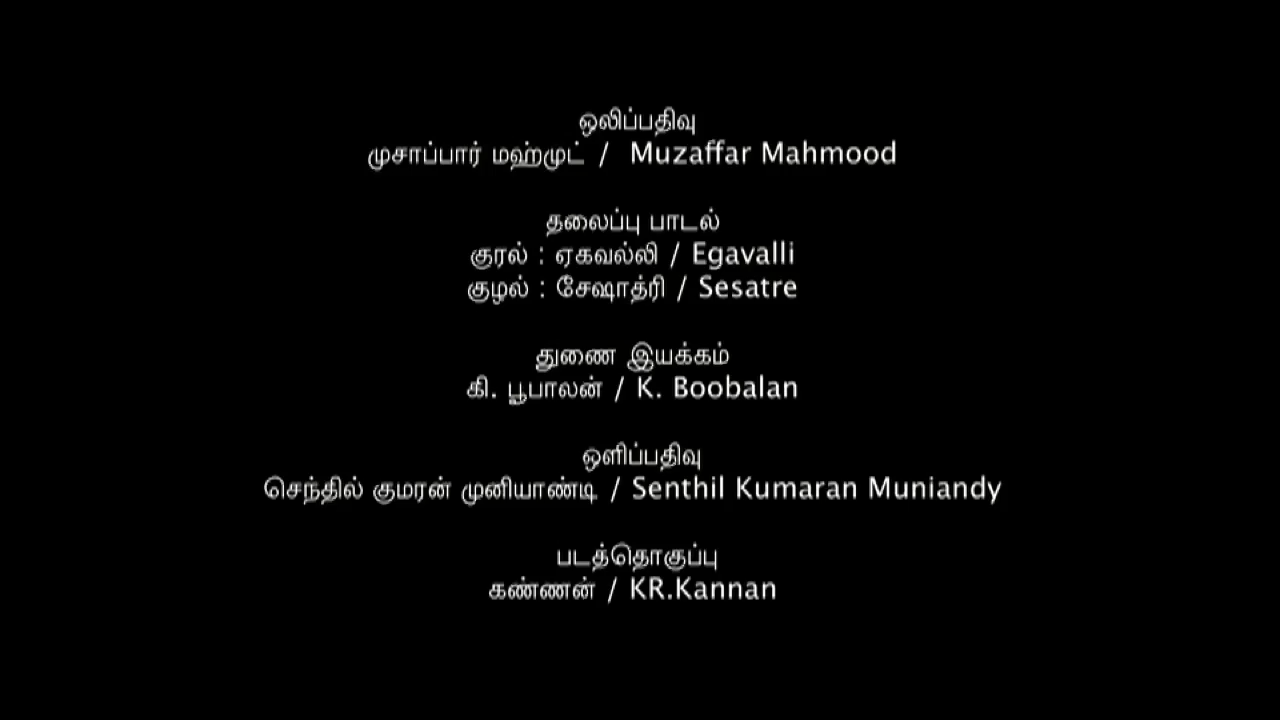 ஒலிப்பதிவு
முசாப்பார் மஹ்முட் / Muzaffar Mahmood
தலைப்பு பாடல்
குரல் : ஏகவல்லி / Egavalli
குழல் : சேஷாத்ரி / Sesatre
துணை இயக்கம்
கி. பூபாலன் / K. Boobalan
ஒளிப்பதிவு
செந்தில் குமரன் முனியாண்டி / Senthil Kumaran Muniandy
படத்தொகுப்பு
கண்ணன் / KR.Kannan